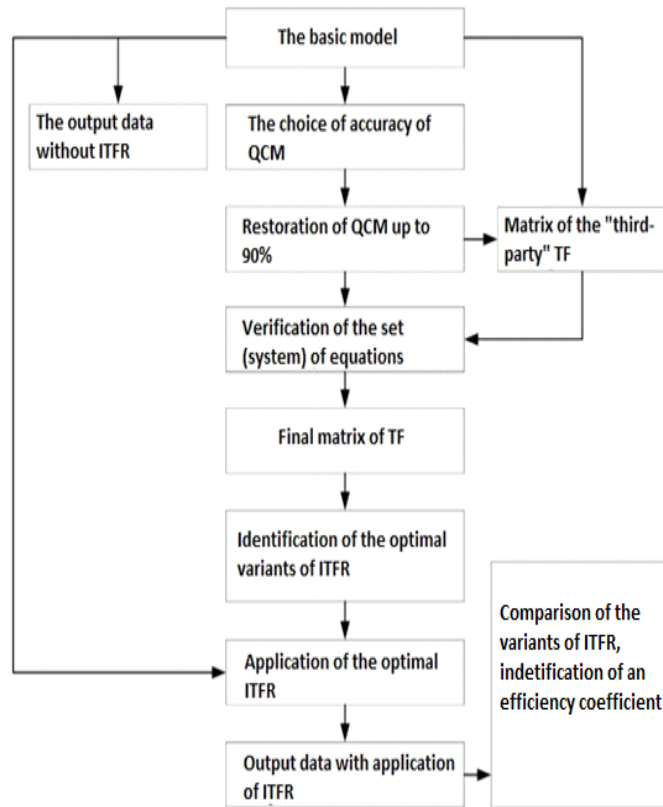 The basic model
The output data
without ITFR
The choice of accuracy of
QCM
Restoration of QCM up to
90%
Matrix of the "third-
party" TF
Verification of the set
(system) of equations
Final matrix of TF
Identification of the optimal
variants of ITFR
Application of the optimal
ITFR
Output data with application
of ITFR
Comparison of the
variants of ITFR,
indetification of an
efficiency coefficient